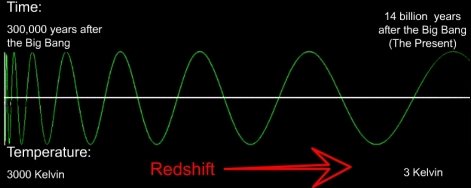 Time:
300,000 years after
the Big Bang
14 billion years
after the Big Bang
(The Present)
Temperature:
3000 Kelvin
Redshift
3 Kelvin